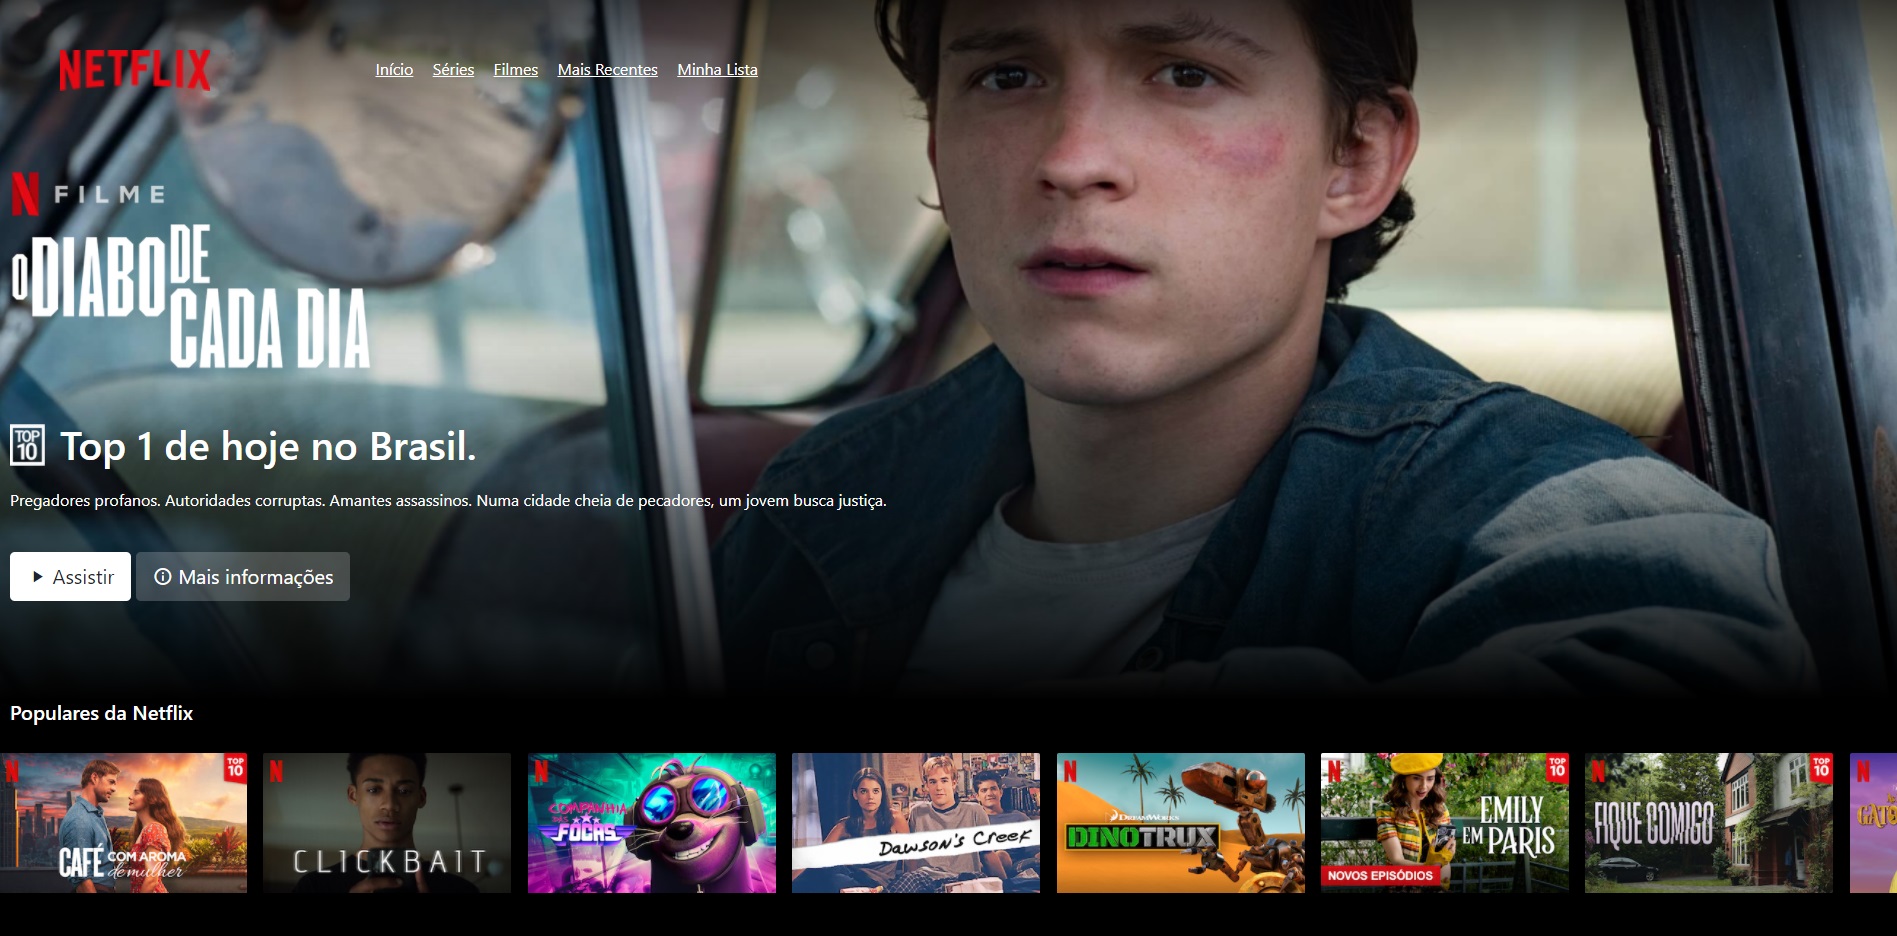 NETFLIX
Início Séries Filmes Mais Recentes Minha Lista
N FILME
O DIABO DE
CADA DIA
TOP
10
Top 1 de hoje no Brasil.
Pregadores profanos. Autoridades corruptas. Amantes assassinos. Numa cidade cheia de pecadores, um jovem busca justiça.
Assistir
Mais informações
Populares da Netflix
N
TOP
10
CAFÉ COM AROMA
de mulher
N
CLICKBAIT
N
COMPANHIA
DAS
FOCAS
DAWSON'S CREEK
N
DREAMWORKS
DINOTRUX
N
TOP
10
EMILY
EM PARIS
NOVOS EPISÓDIOS
N
TOP
10
FIQUE COMIGO
N